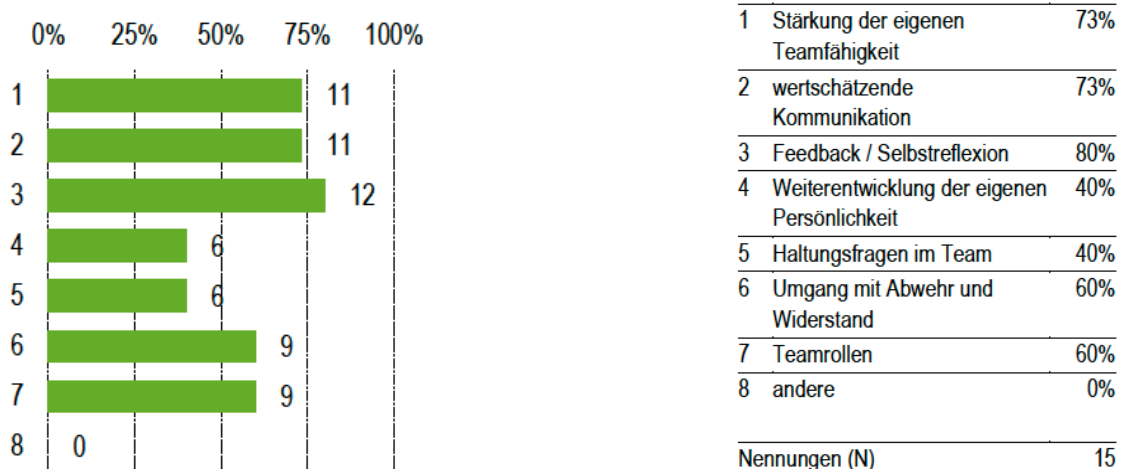 0% 25% 50% 75% 100%
1 11
2 11
3 12
4 6
5 6
6 9
7 9
8 0
1 Stärkung der eigenen 73%
Teamfähigkeit
2 wertschätzende 73%
Kommunikation
3 Feedback / Selbstreflexion 80%
4 Weiterentwicklung der eigenen 40%
Persönlichkeit
5 Haltungsfragen im Team 40%
6 Umgang mit Abwehr und 60%
Widerstand
7 Teamrollen 60%
8 andere 0%
Nennungen (N) 15